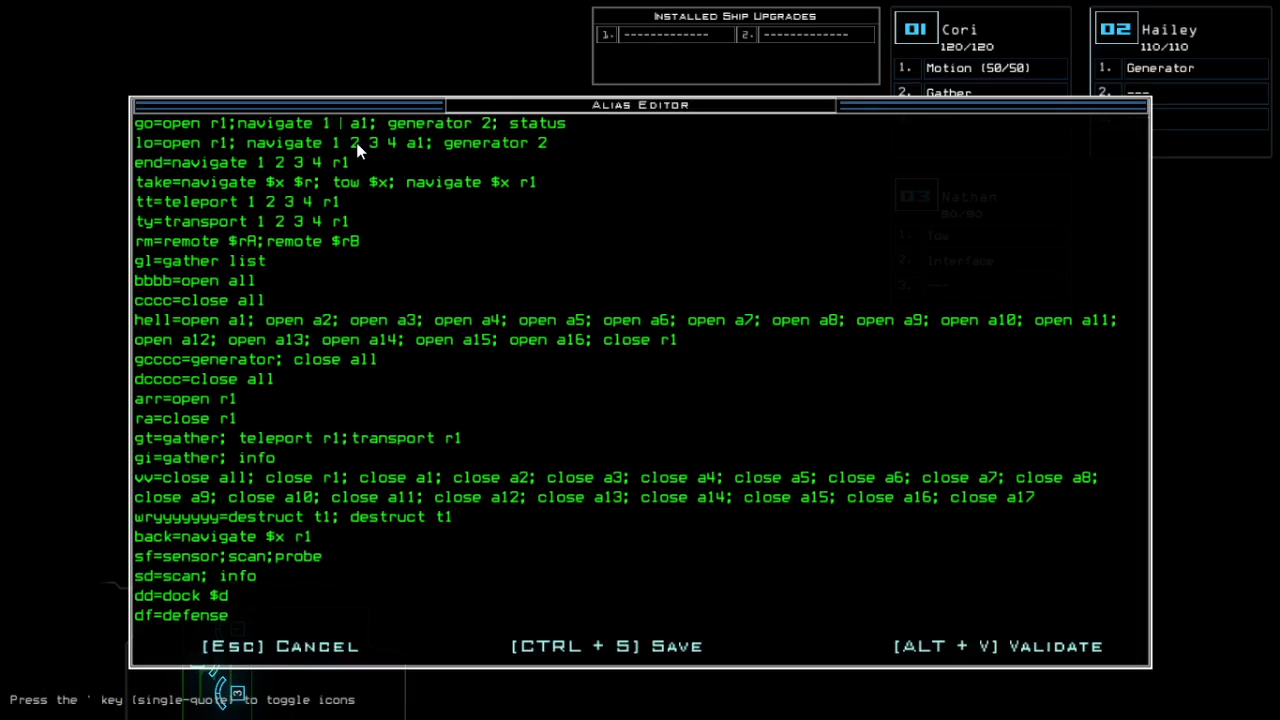 Installed Ship Upgrades
1. ------------- 2. -------------
01 Cori
120/120
1. Motion (50/50)
2. Gather
02 Hailey
110/110
1. Generator
2. ---
Alias Editor
go=open r1;navigate 1 | a1; generator 2; status
lo=open r1; navigate 1 2 3 4 a1; generator 2
end=navigate 1 2 3 4 r1
take=navigate $x $r; tow $x; navigate $x r1
tt=teleport 1 2 3 4 r1
ty=transport 1 2 3 4 r1
rm=remote $rA;remote $rB
gl=gather list
bbbb=open all
cccc=close all
hell=open a1; open a2; open a3; open a4; open a5; open a6; open a7; open a8; open a9; open a10; open a11;
open a12; open a13; open a14; open a15; open a16; close r1
gcccc=generator; close all
dcccc=close all
arr=open r1
ra=close r1
gt=gather; teleport r1;transport r1
gi=gather; info
vv=close all; close r1; close a1; close a2; close a3; close a4; close a5; close a6; close a7; close a8;
close a9; close a10; close a11; close a12; close a13; close a14; close a15; close a16; close a17
wryyyyyyy=destruct t1; destruct t1
back=navigate $x r1
sf=sensor;scan;probe
sd=scan; info
dd=dock $d
df=defense
03 Nathan
90/90
1. Tow
2. Interface
3. ---
[Esc] Cancel
[CTRL + S] Save
[ALT + V] Validate
3
Press the ' key (single-quote) to toggle icons